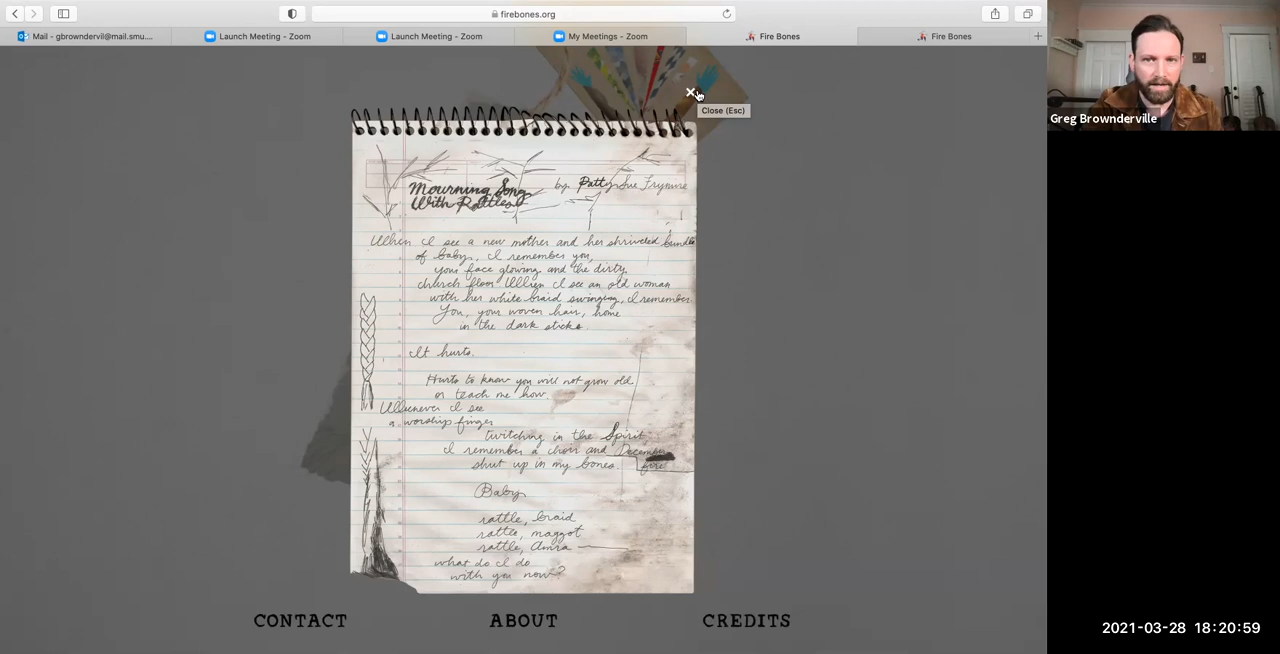 firebones.org
Mail - gbrowndervil@mail.smu....
Launch Meeting - Zoom
Launch Meeting - Zoom
My Meetings - Zoom
Fire Bones
Fire Bones
Close (Esc)
Greg Brownderville
Mourning Song
With Rattles
by Patty Sue Frymire
When I see a new mother and her shriveled bundle
of baby, I remember you,
your face glowing and the dirty
church floor When I see an old woman
with her white braid swinging, I remember
You, your woven hair, home
in the dark sticks.
It hurts.
Hurts to know you will not grow old
or teach me how.
Whenever I see
a worship finger
twitching in the Spirit,
I remember a choir and December
shut up in my bones. fire
Baby
rattle, braid
rattle, maggot
rattle, Amra
what do I do
with you now?
CONTACT
ABOUT
CREDITS
2021-03-28 18:20:59